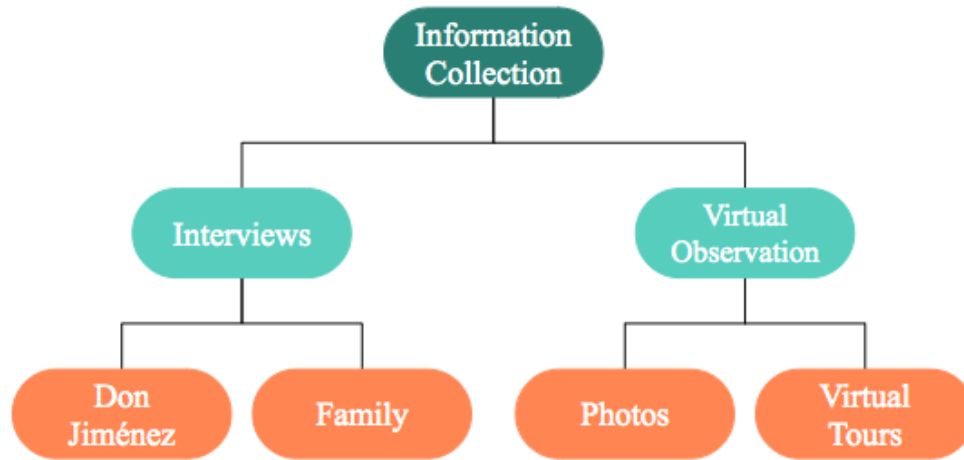 Information
Collection
Interviews
Virtual
Observation
Don
Jiménez
Family
Photos
Virtual
Tours